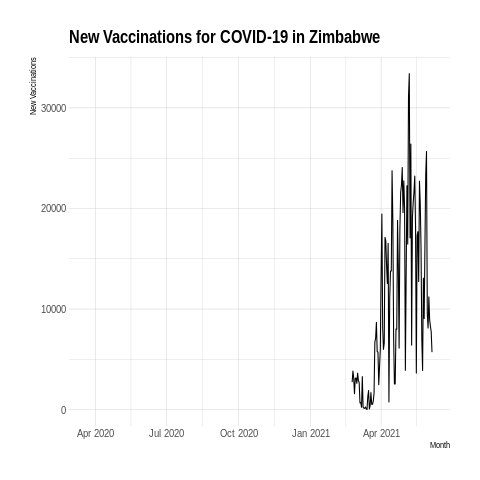 New Vaccinations for COVID-19 in Zimbabwe
New Vaccinations
30000
20000
10000
0
Apr 2020 Jul 2020 Oct 2020 Jan 2021 Apr 2021
Month